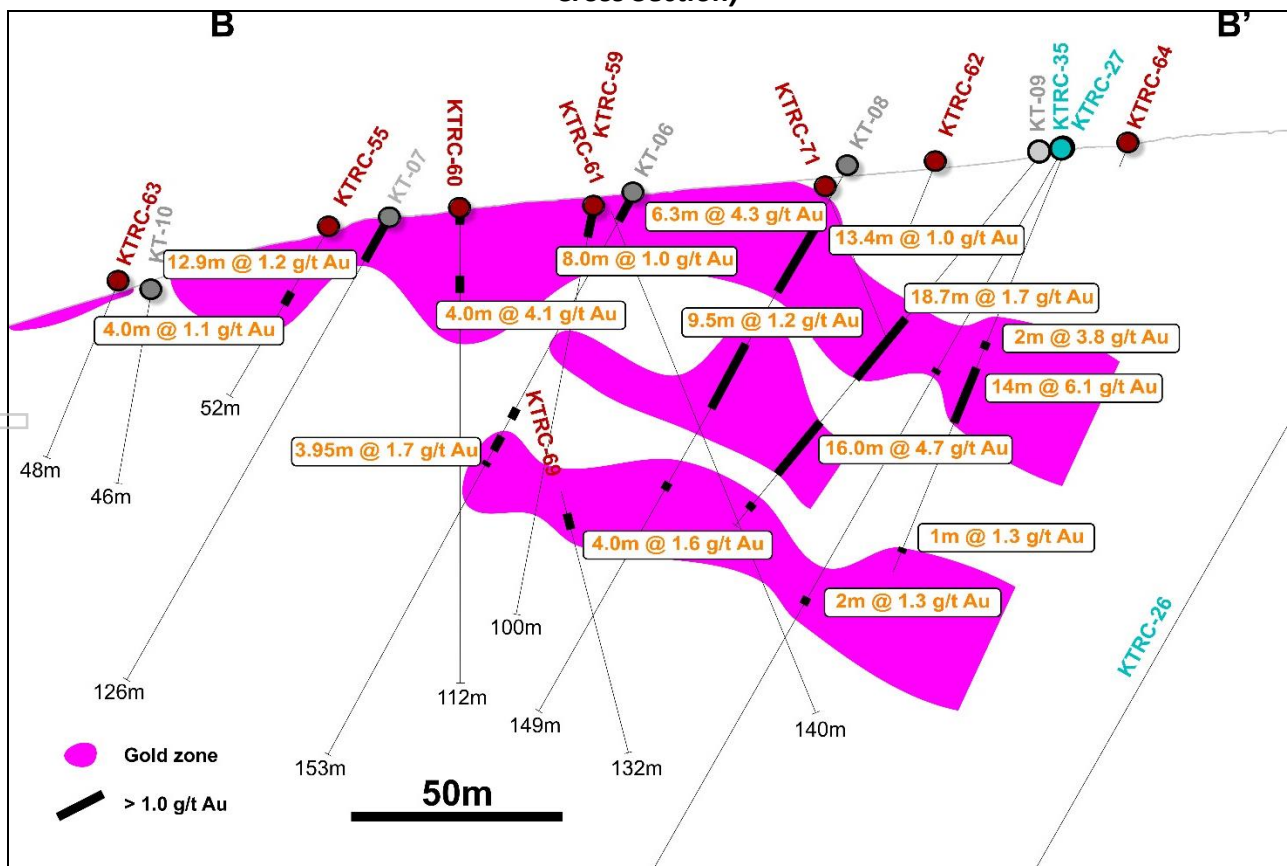 B
B'
KTRC-63
KT-10
KTRC-55
KT-07
KTRC-60
KTRC-61
KTRC-59
KT-06
KTRC-71
KT-08
KTRC-62
KT-09
KTRC-35
KTRC-27
KTRC-64
6.3m @ 4.3 g/t Au
13.4m @ 1.0 g/t Au
12.9m @ 1.2 g/t Au
8.0m @ 1.0 g/t Au
18.7m @ 1.7 g/t Au
4.0m @ 1.1 g/t Au
4.0m @ 4.1 g/t Au
9.5m @ 1.2 g/t Au
2m @ 3.8 g/t Au
14m @ 6.1 g/t Au
52m
KTRC-69
3.95m @ 1.7 g/t Au
16.0m @ 4.7 g/t Au
48m
46m
4.0m @ 1.6 g/t Au
1m @ 1.3 g/t Au
2m @ 1.3 g/t Au
100m
KTRC-26
126m
112m
149m
140m
153m
132m
Gold zone
> 1.0 g/t Au
50m